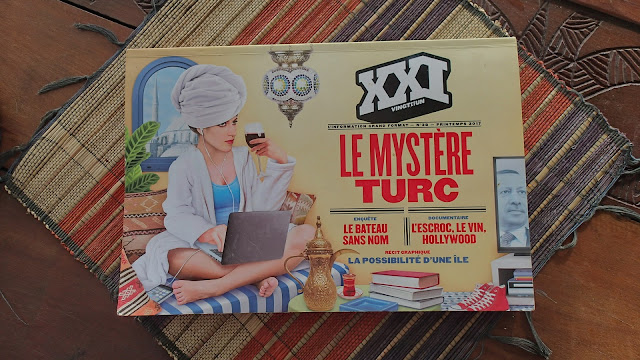 XXI
VINGT&UN
L'INFORMATION GRAND FORMAT — N°38 — PRINTEMPS 2017
LE MYSTÈRE
TURC
ENQUÊTE
LE BATEAU
SANS NOM
DOCUMENTAIRE
L'ESCROC, LE VIN,
HOLLYWOOD
RÉCIT GRAPHIQUE
LA POSSIBILITÉ D'UNE ÎLE